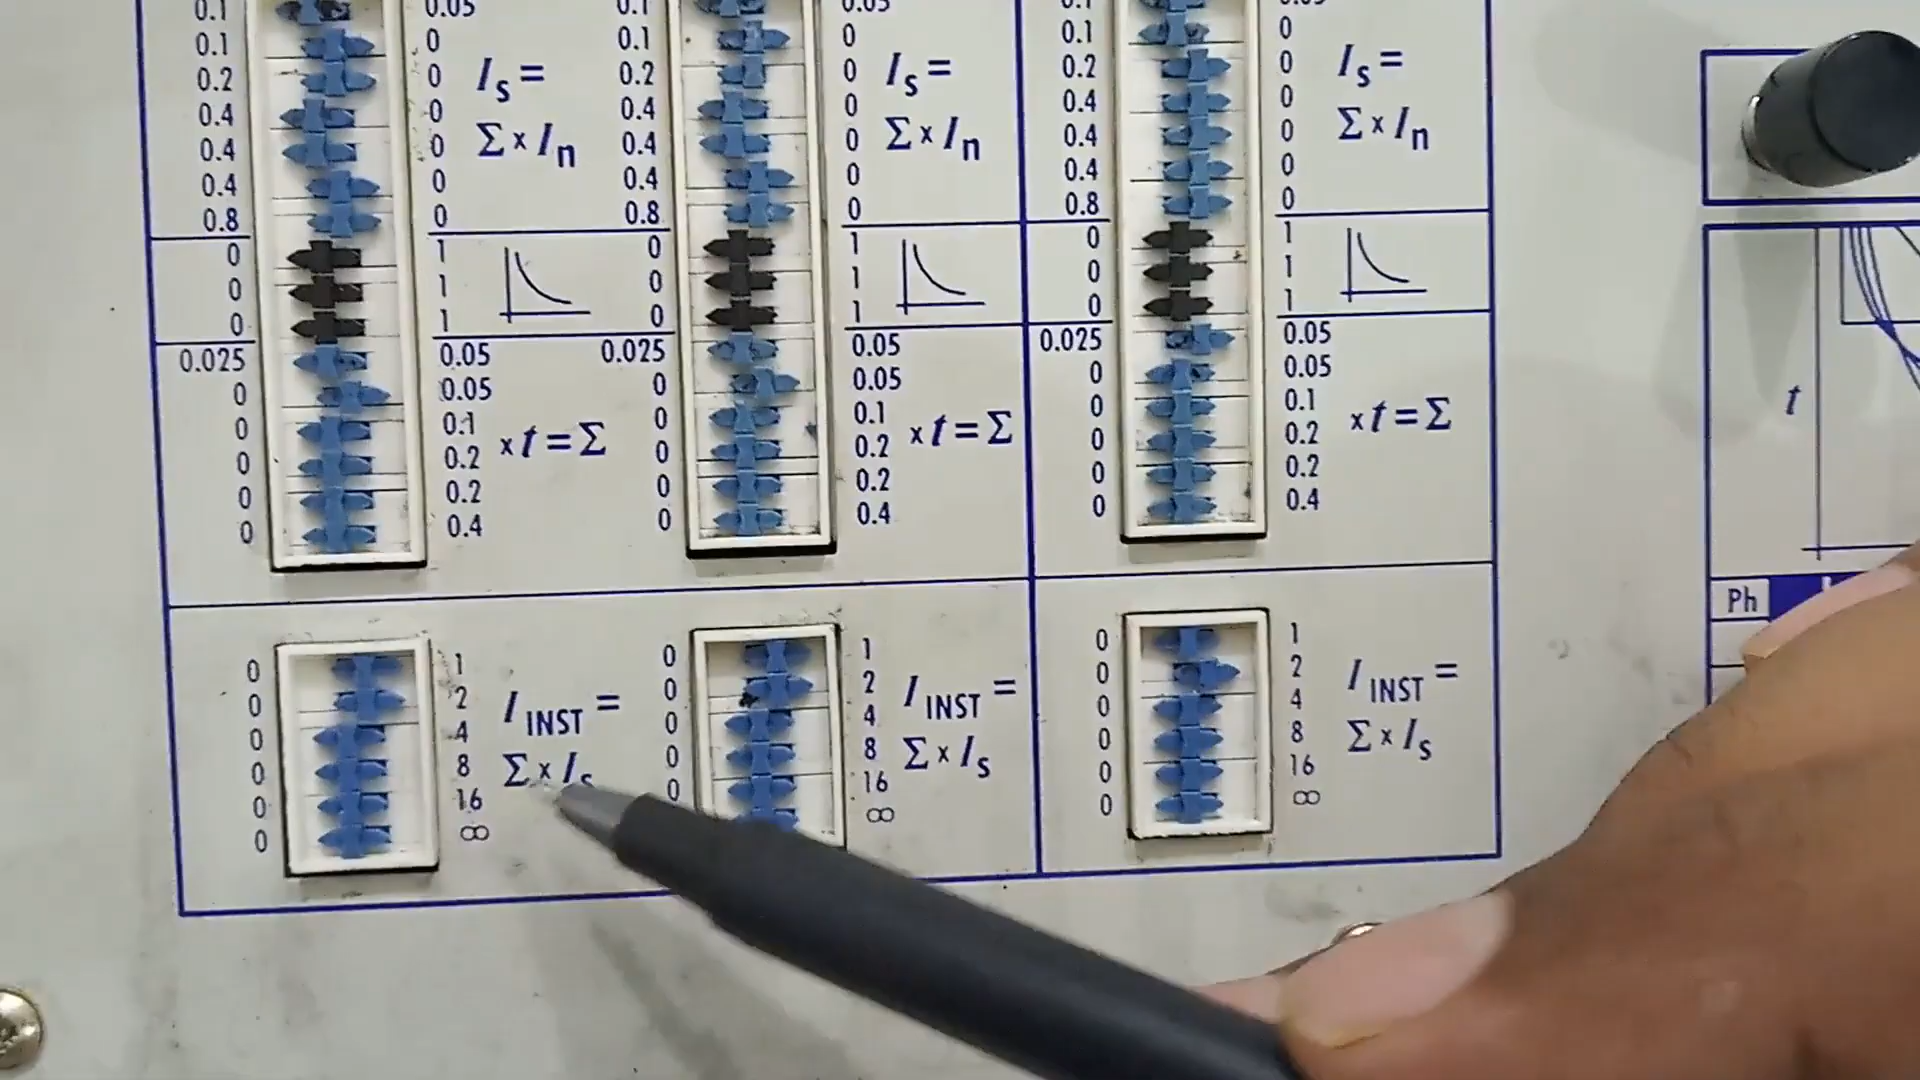 0.1 0.05 0.1 0.05 0.1 0.05
0.1 0 0.1 0 0.1 0
0.2 0 0.2 0 0.2 0
0.4 0 0.4 0 0.4 0
0.4 0 0.4 0 0.4 0
0.4 0 0.4 0 0.4 0
0.8 0 0.8 0 0.8 0
Is =
Σ × In
Is =
Σ × In
Is =
Σ × In
0 1 0 1 0 1
0 1 0 1 0 1
0 1 0 1 0 1
0.025 0.05 0.025 0.05 0.025 0.05
0 0.05 0 0.05 0 0.05
0 0.1 0 0.1 0 0.1
0 0.2 0 0.2 0 0.2
0 0.2 0 0.2 0 0.2
0 0.4 0 0.4 0 0.4
× t = Σ
× t = Σ
× t = Σ
0 1 0 1 0 1
0 2 0 2 0 2
0 4 0 4 0 4
0 8 0 8 0 8
0 16 0 16 0 16
0 ∞ ∞ 0 ∞
I INST =
Σ × Is
I INST =
Σ × Is
I INST =
Σ × Is
t
Ph